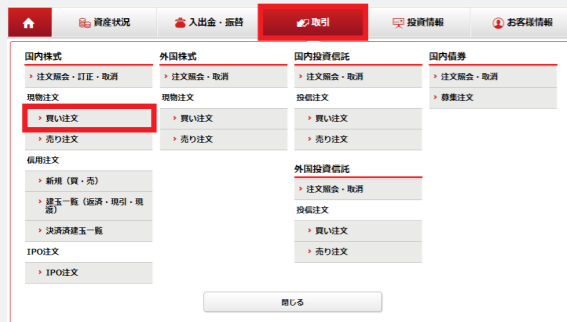 資産状況
入出金・振替
取引
投資情報
お客様情報
国内株式
注文照会・訂正・取消
現物注文
買い注文
売り注文
信用注文
新規（買・売）
建玉一覧（返済・現引・現
渡）
決済済建玉一覧
IPO注文
IPO注文
外国株式
注文照会・取消
現物注文
買い注文
売り注文
国内投資信託
注文照会・取消
投信注文
買い注文
売り注文
外国投資信託
注文照会・取消
投信注文
買い注文
売り注文
国内債券
注文照会・取消
募集注文
閉じる